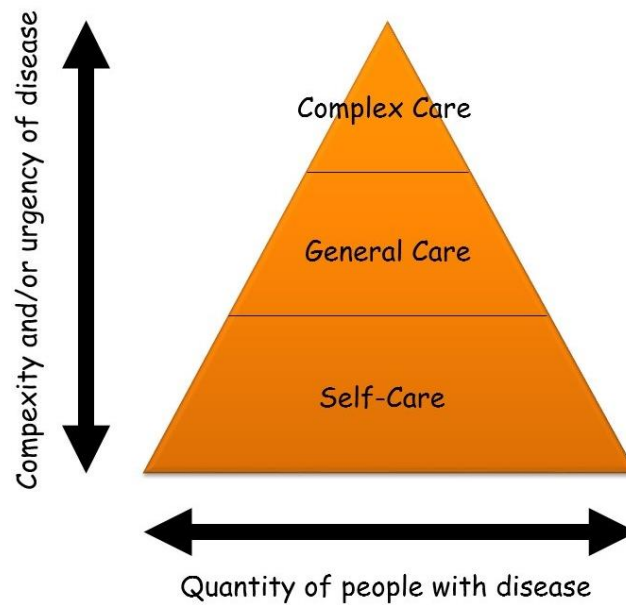 Compexity and/or urgency of disease
Complex Care
General Care
Self-Care
Quantity of people with disease